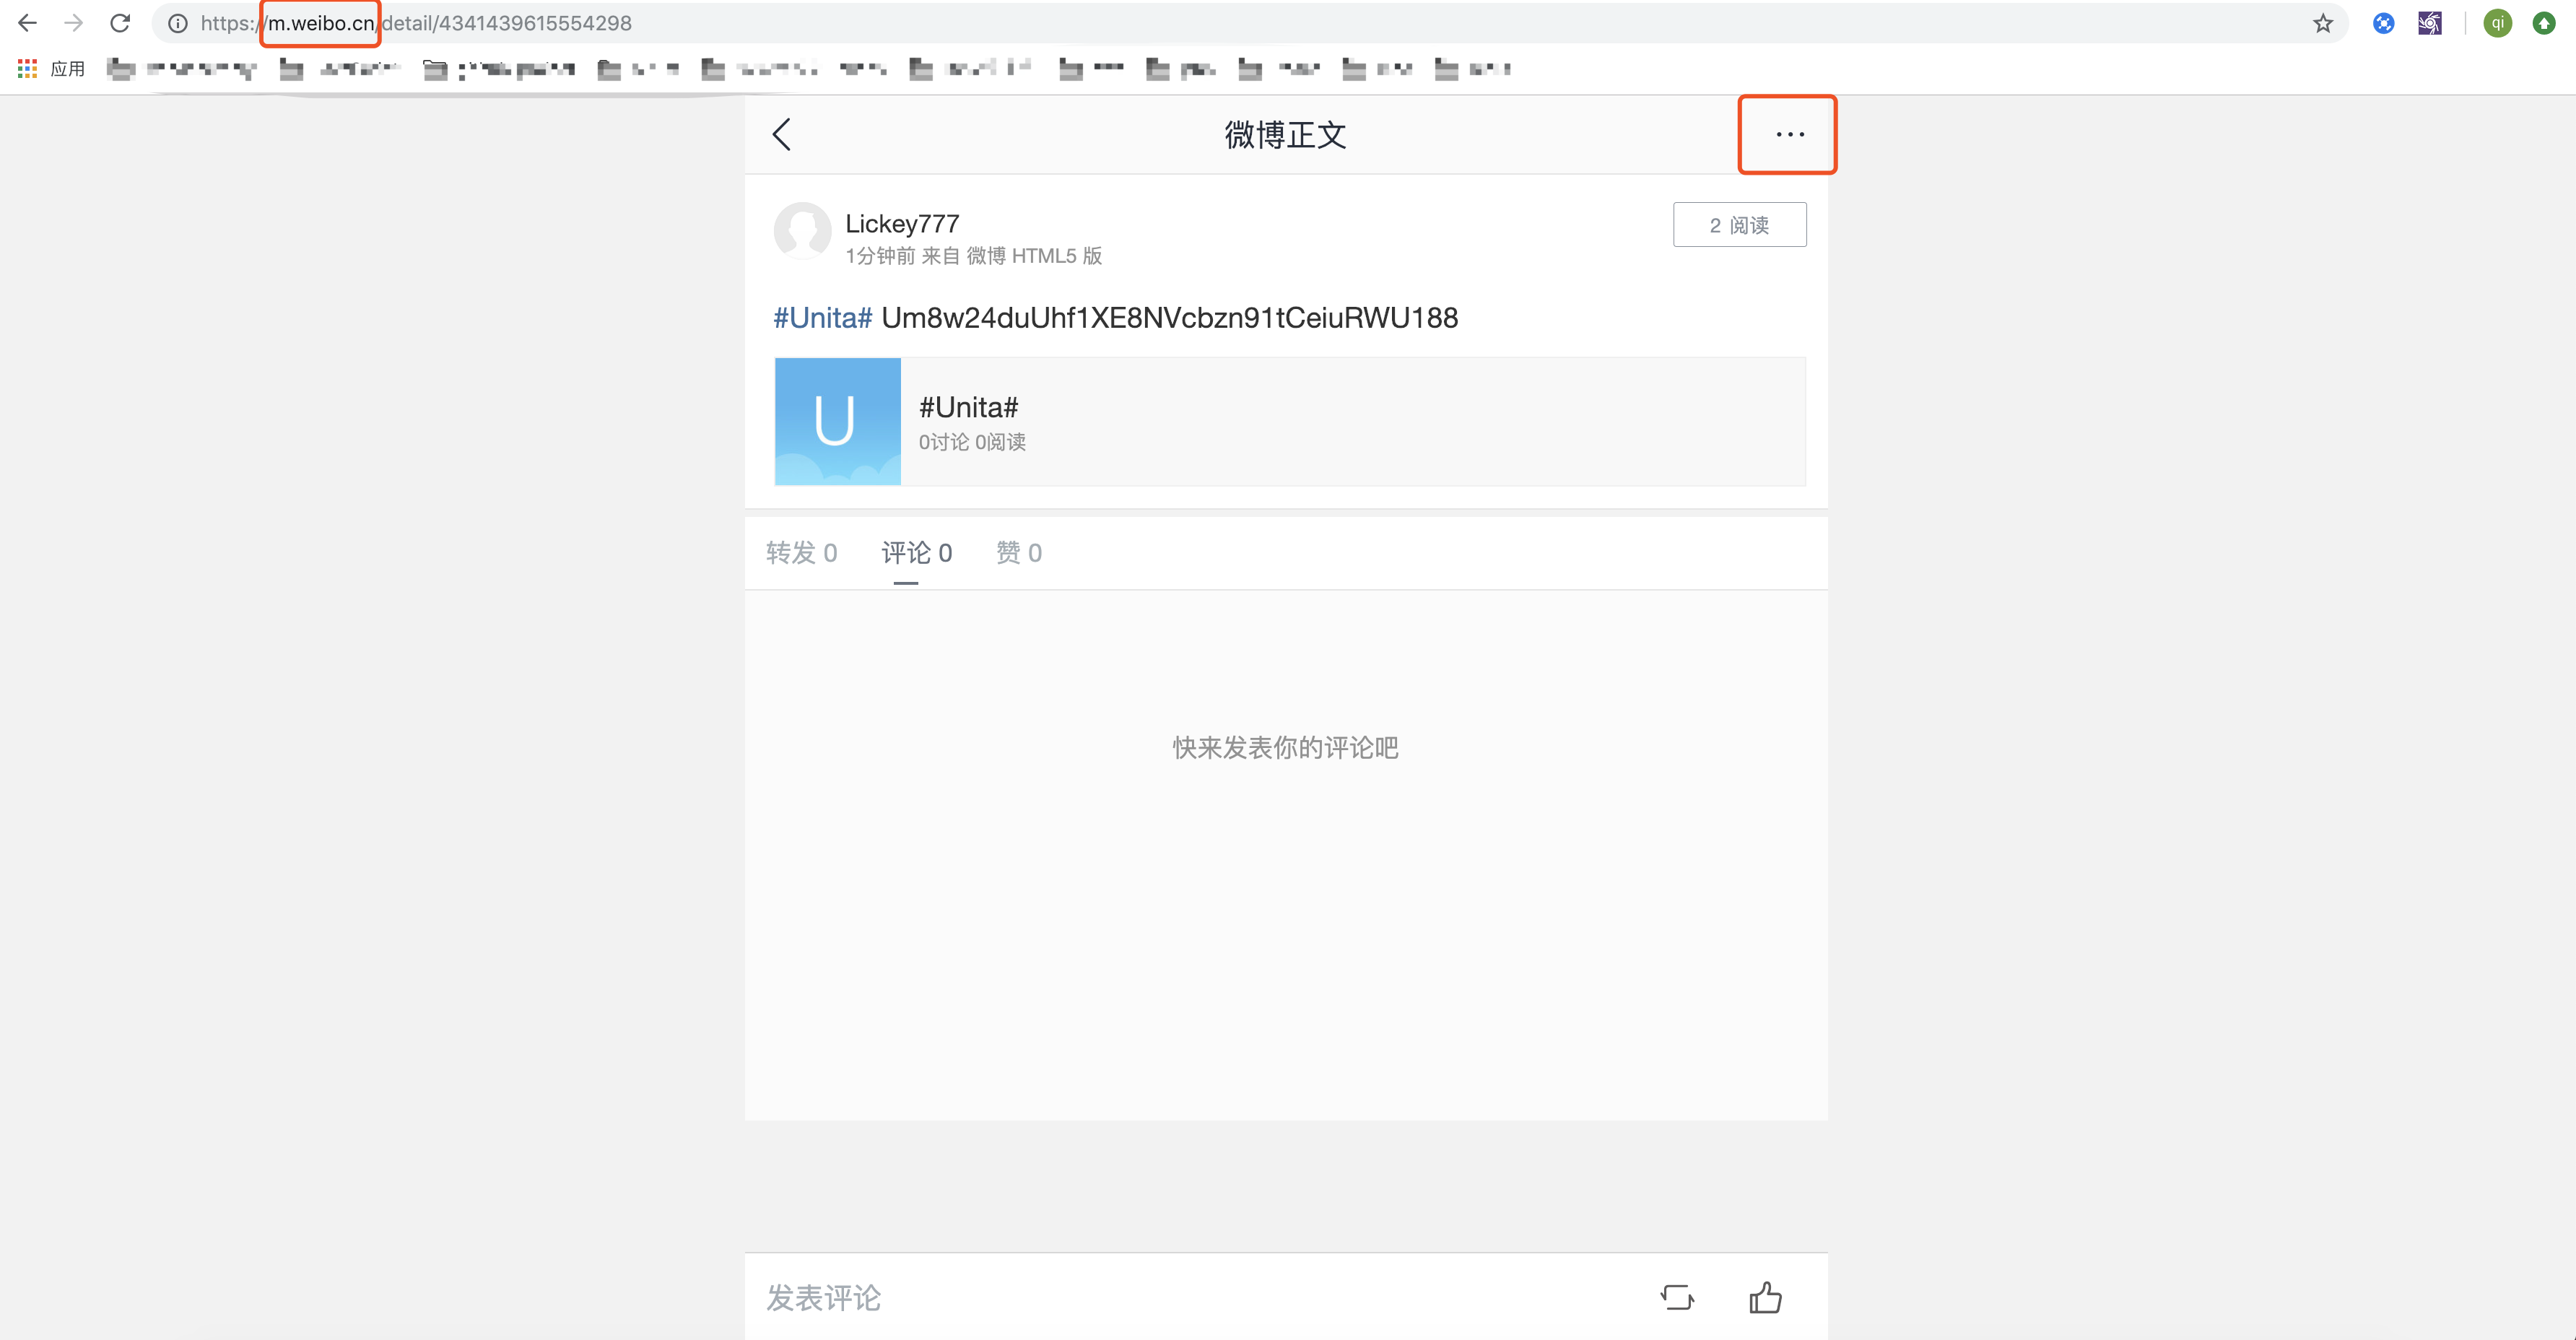 https://m.weibo.cn/detail/4341439615554298
qi
应用
微博正文
Lickey777
2 阅读
1分钟前 来自 微博 HTML5 版
#Unita# Um8w24duUhf1XE8NVcbzn91tCeiuRWU188
U
#Unita#
0讨论 0阅读
转发 0 评论 0 赞 0
快来发表你的评论吧
发表评论